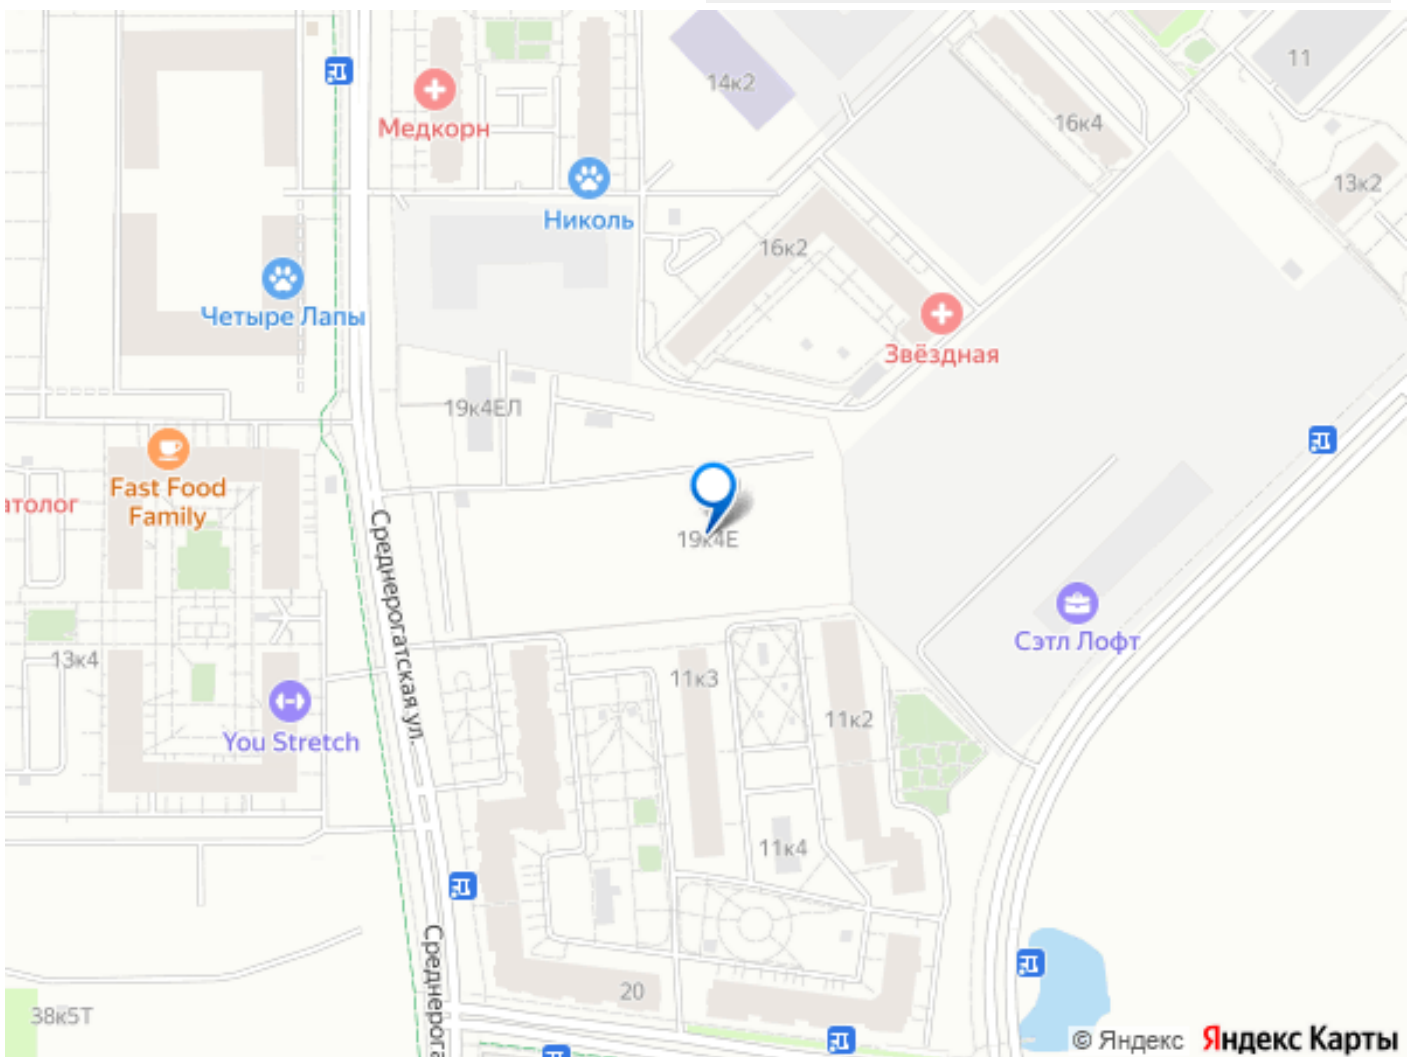 11
14к2
Медкорн
16к4
13к2
Николь
16к2
Четыре Лапы
Звёздная
19к4ЕЛ
Fast Food
Family
атолог
19к4Е
Среднерогатская ул.
Сэтл Лофт
13к4
11к3
11к2
You Stretch
11к4
Среднерога
20
38к5Т
© Яндекс Яндекс Карты